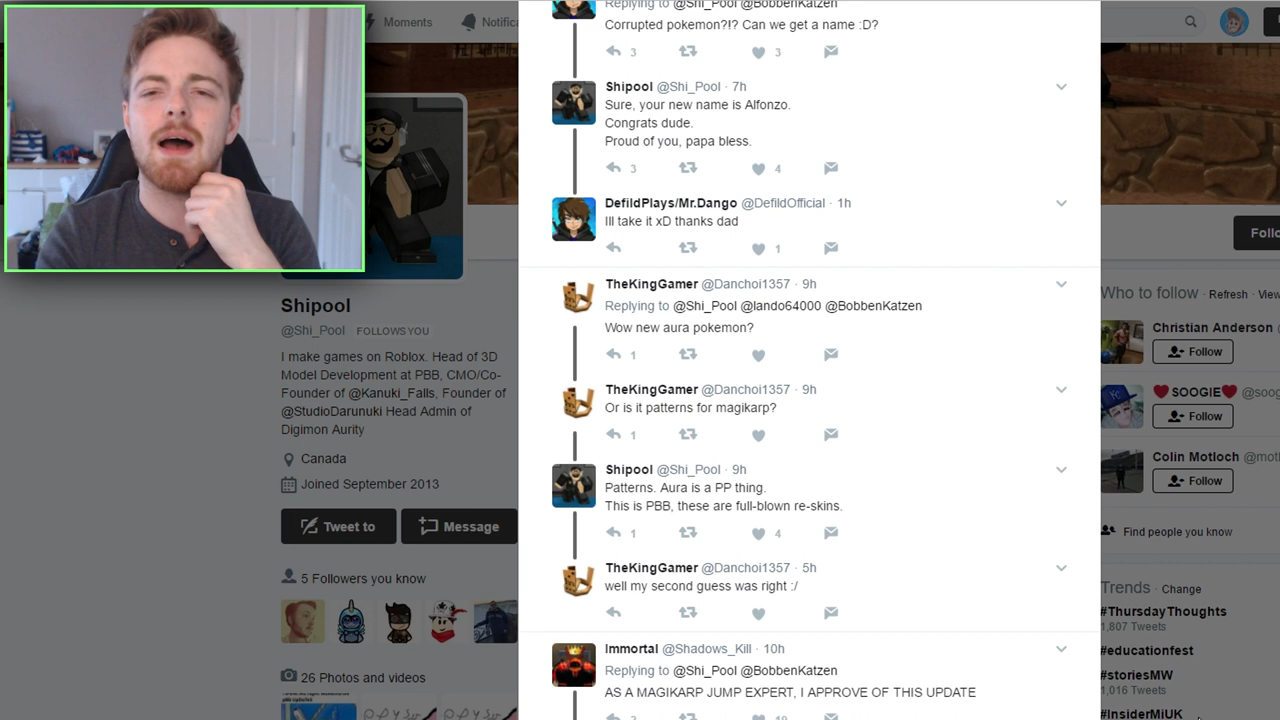 Moments
Notifica
Replying to @Shi_Pool @BobbenKatzen
Corrupted pokemon?!? Can we get a name :D?
3 3
Shipool @Shi_Pool · 7h
Sure, your new name is Alfonzo.
Congrats dude.
Proud of you, papa bless.
3 4
DefildPlays/Mr.Dango @DefildOfficial · 1h
Ill take it xD thanks dad
1
TheKingGamer @Danchoi1357 · 9h
Replying to @Shi_Pool @lando64000 @BobbenKatzen
Wow new aura pokemon?
1
TheKingGamer @Danchoi1357 · 9h
Or is it patterns for magikarp?
1
Shipool @Shi_Pool · 9h
Patterns. Aura is a PP thing.
This is PBB, these are full-blown re-skins.
1 4
TheKingGamer @Danchoi1357 · 5h
well my second guess was right :/
Immortal @Shadows_Kill · 10h
Replying to @Shi_Pool @BobbenKatzen
AS A MAGIKARP JUMP EXPERT, I APPROVE OF THIS UPDATE
Shipool
@Shi_Pool FOLLOWS YOU
I make games on Roblox. Head of 3D
Model Development at PBB, CMO/Co-
Founder of @Kanuki_Falls, Founder of
@StudioDarunuki Head Admin of
Digimon Aurity
Canada
Joined September 2013
Tweet to
Message
5 Followers you know
26 Photos and videos
Follo
Who to follow · Refresh · View
Christian Anderson
Follow
❤️ SOOGIE❤️ @soog
Follow
Colin Motloch @motl
Follow
Find people you know
Trends · Change
#ThursdayThoughts
1,807 Tweets
#educationfest
#storiesMW
1,016 Tweets
#InsiderMiUK